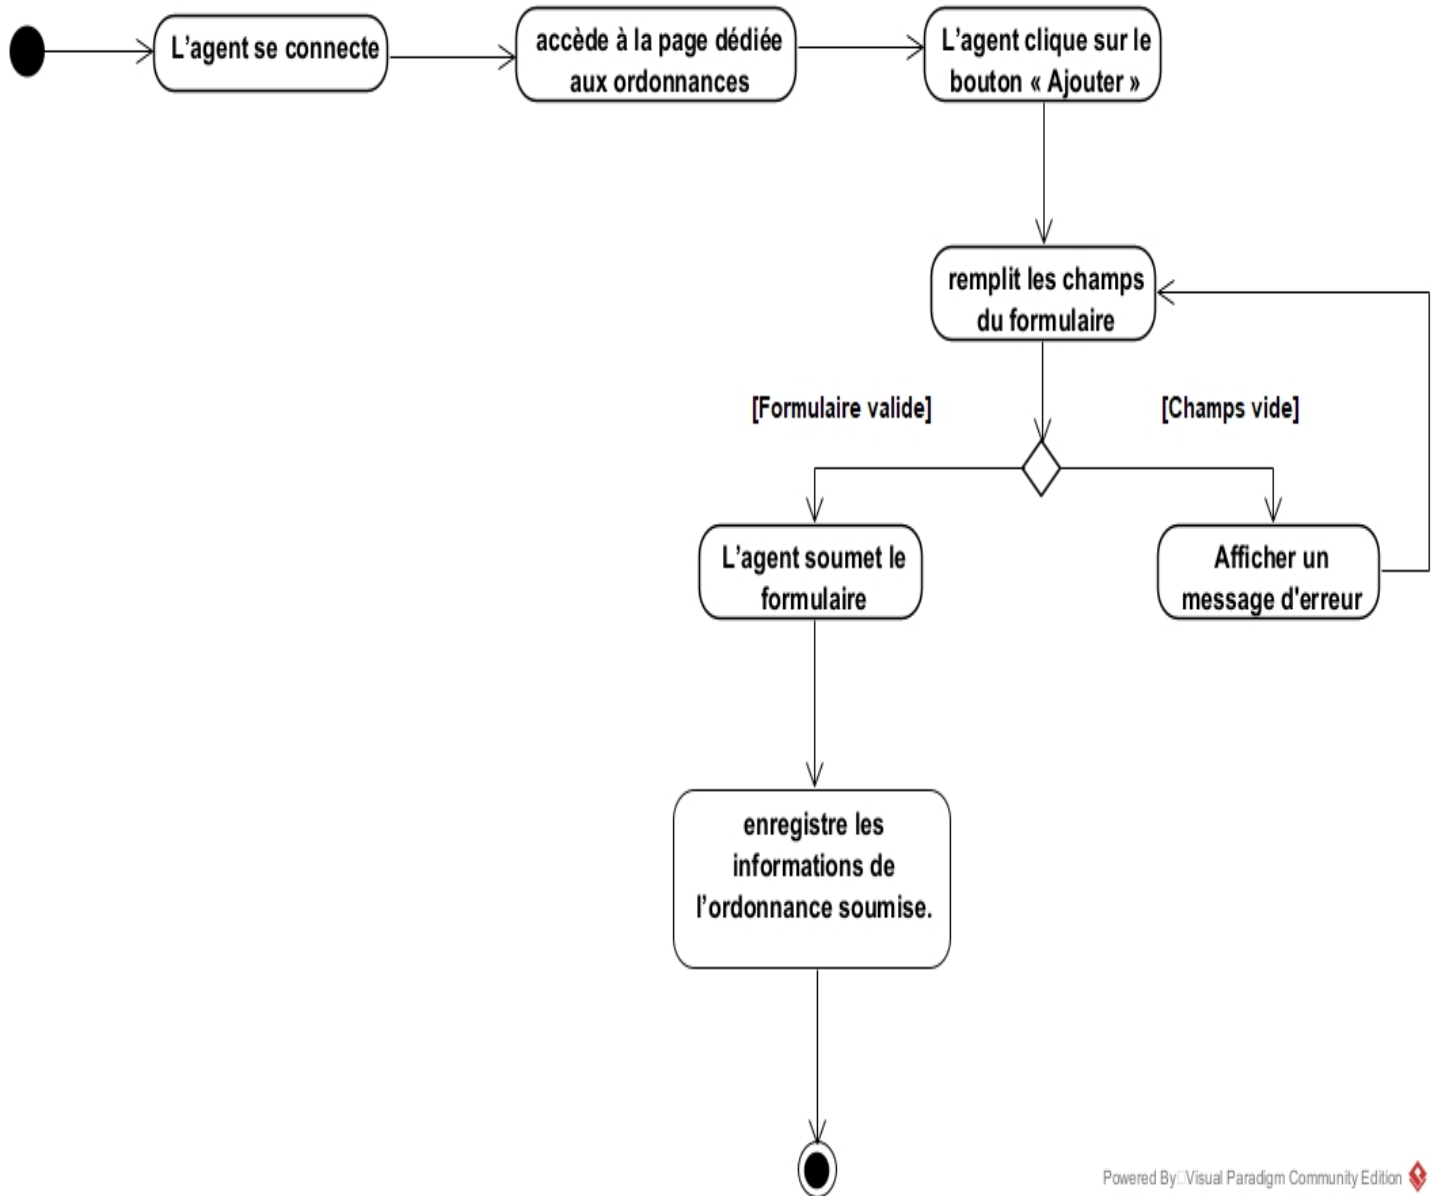 L’agent se connecte
accède à la page dédiée
aux ordonnances
L’agent clique sur le
bouton « Ajouter »
remplit les champs
du formulaire
[Formulaire valide]
[Champs vide]
L’agent soumet le
formulaire
Afficher un
message d'erreur
enregistre les
informations de
l’ordonnance soumise.
Powered By Visual Paradigm Community Edition